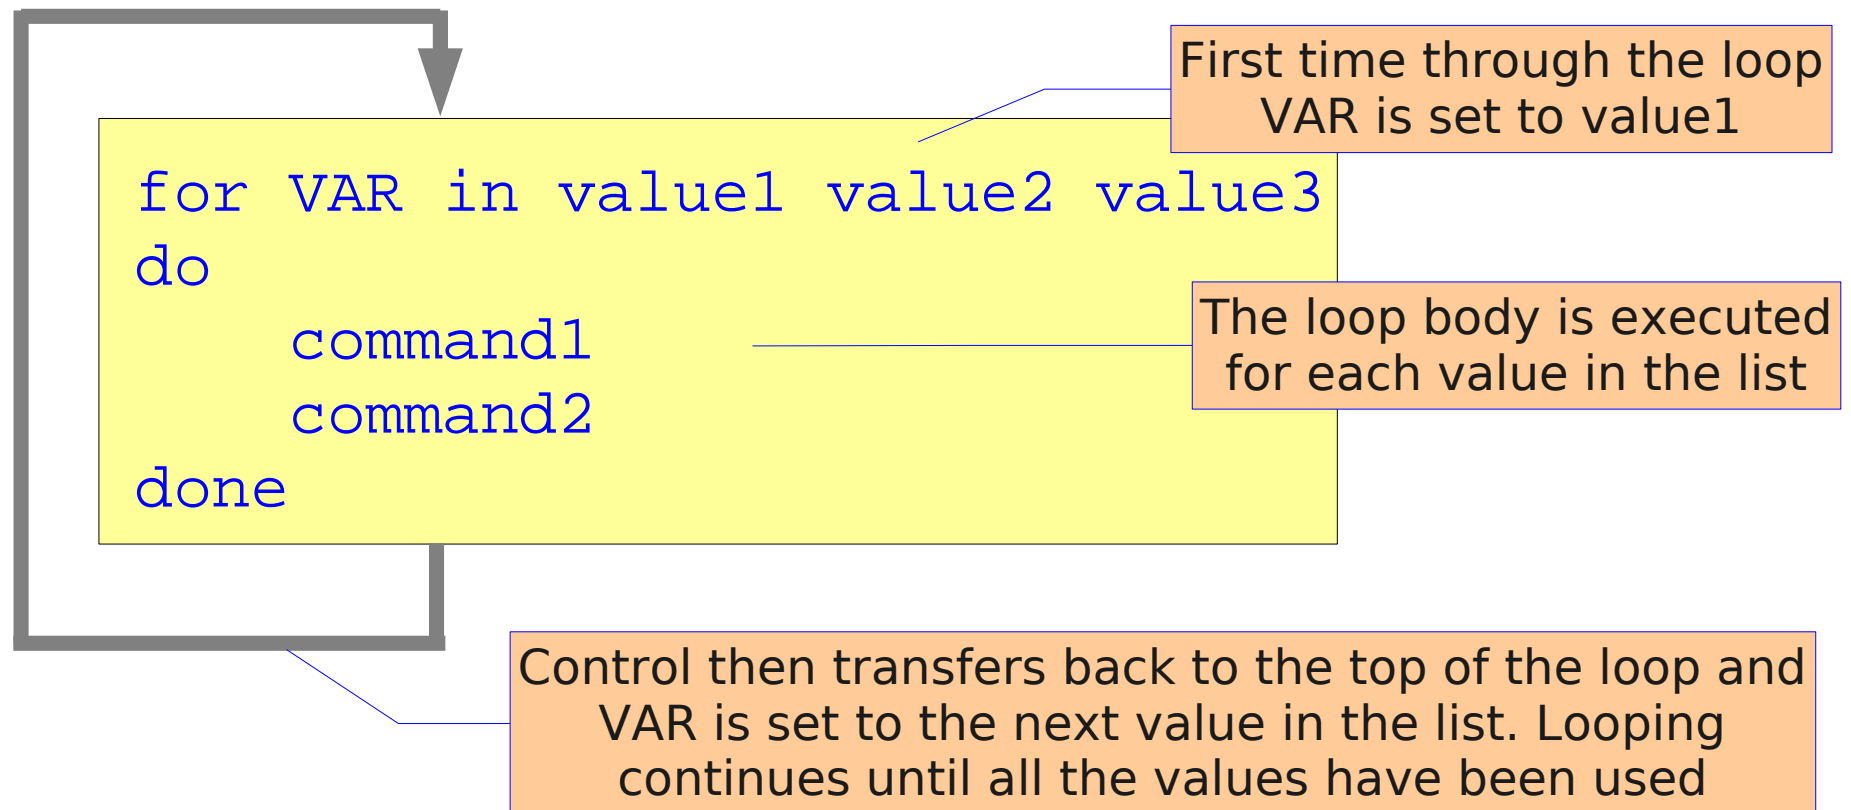 First time through the loop
VAR is set to value1
for VAR in value1 value2 value3
do
command1
command2
done
The loop body is executed
for each value in the list
Control then transfers back to the top of the loop and
VAR is set to the next value in the list. Looping
continues until all the values have been used